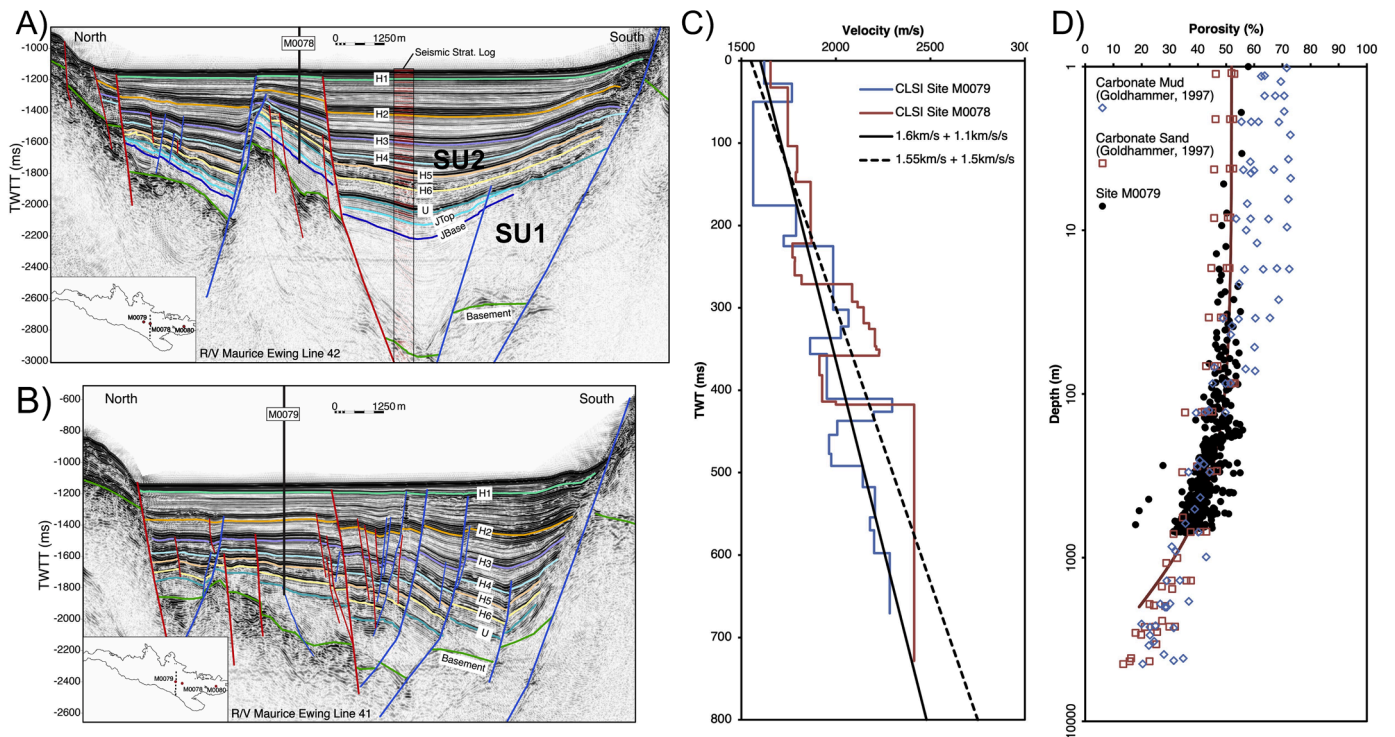 A)
North
South
M0078
0
1250m
Seismic Strat. Log
TWTT (ms)
-1000
-1200
-1400
-1600
-1800
-2000
-2200
-2400
-2600
-2800
-3000
H1
H2
H3
H4
H5
H6
U
JTop
JBase
SU2
SU1
Basement
M0079
M0078
M0080
R/V Maurice Ewing Line 42
B)
North
South
M0079
0
1250 m
TWTT (ms)
-600
-800
-1000
-1200
-1400
-1600
-1800
-2000
-2200
-2400
-2600
H1
H2
H3
H4
H5
H6
U
Basement
M0079
M0078
M0080
R/V Maurice Ewing Line 41
C)
Velocity (m/s)
1500 2000 2500 300
TWT (ms)
0
100
200
300
400
500
600
700
800
CLSI Site M0079
CLSI Site M0078
1.6km/s + 1.1km/s/s
1.55km/s + 1.5km/s/s
D)
Porosity (%)
0 10 20 30 40 50 60 70 80 90 100
Depth (m)
1
10
100
10000
10000
Carbonate Mud
(Goldhammer, 1997)
Carbonate Sand
(Goldhammer, 1997)
Site M0079